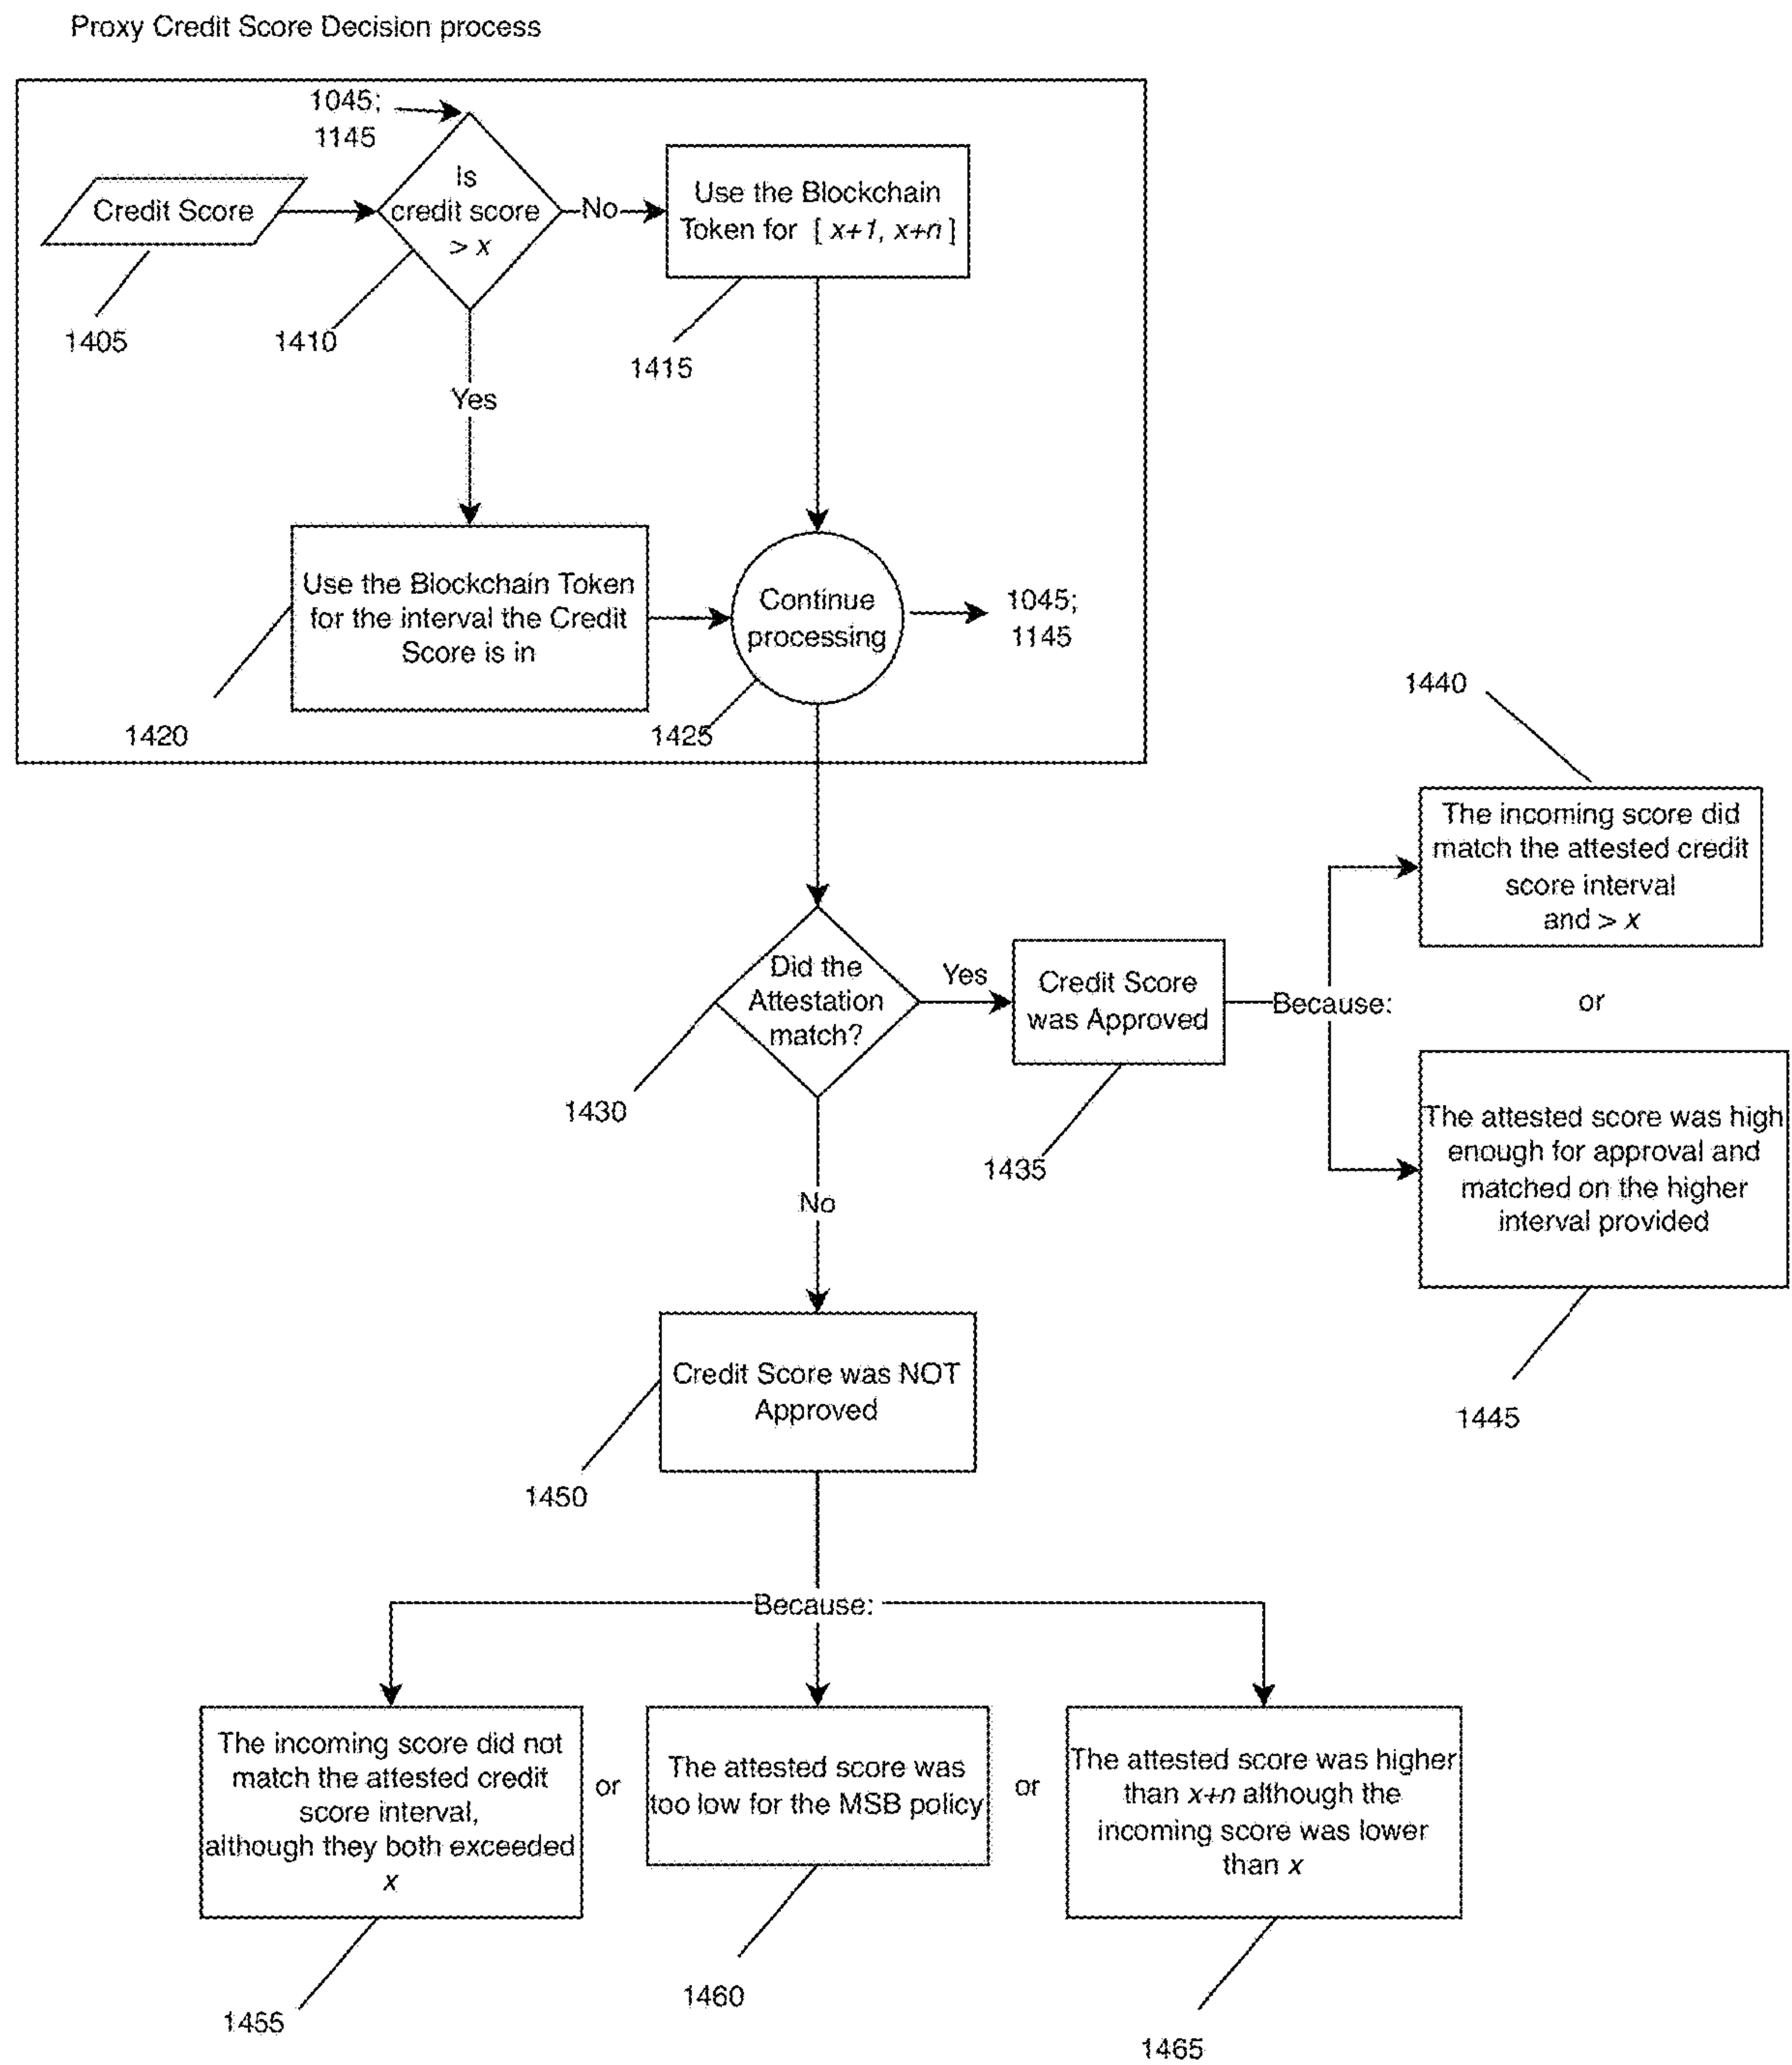 Proxy Credit Score Decision process
1045;
1145
Is
credit score
> x
Credit Score
No
Use the Blockchain
Token for [ x+1, x+n ]
1405
1410
1415
Yes
Use the Blockchain Token
for the interval the Credit
Score is in
Continue
processing
1045;
1145
1420
1425
1440
The incoming score did
match the attested credit
score interval
and > x
Did the
Attestation
match?
Yes
Credit Score
was Approved
Because:
or
1430
1435
The attested score was high
enough for approval and
matched on the higher
interval provided
No
1445
Credit Score was NOT
Approved
1450
Because:
The incoming score did not
match the attested credit
score interval,
although they both exceeded
x
or
The attested score was
too low for the MSB policy
or
The attested score was higher
than x+n although the
incoming score was lower
than x
1455
1460
1465